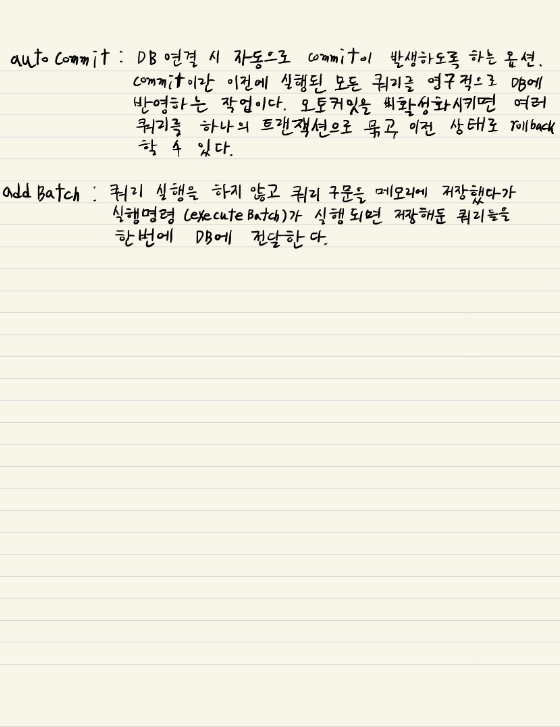 auto commit : DB 연결 시 자동으로 commit이 발생하도록 하는 옵션.
commit이란 이전에 실행된 모든 쿼리를 영구적으로 DB에
반영하는 작업이다. 오토커밋을 비활성화시키면 여러
쿼리를 하나의 트랜잭션으로 묶고 이전 상태로 rollback
할 수 있다.
add Batch : 쿼리 실행을 하지 않고 쿼리 구문을 메모리에 저장했다가
실행명령 (execute Batch)가 실행되면 저장해둔 쿼리들을
한번에 DB에 전달한다.